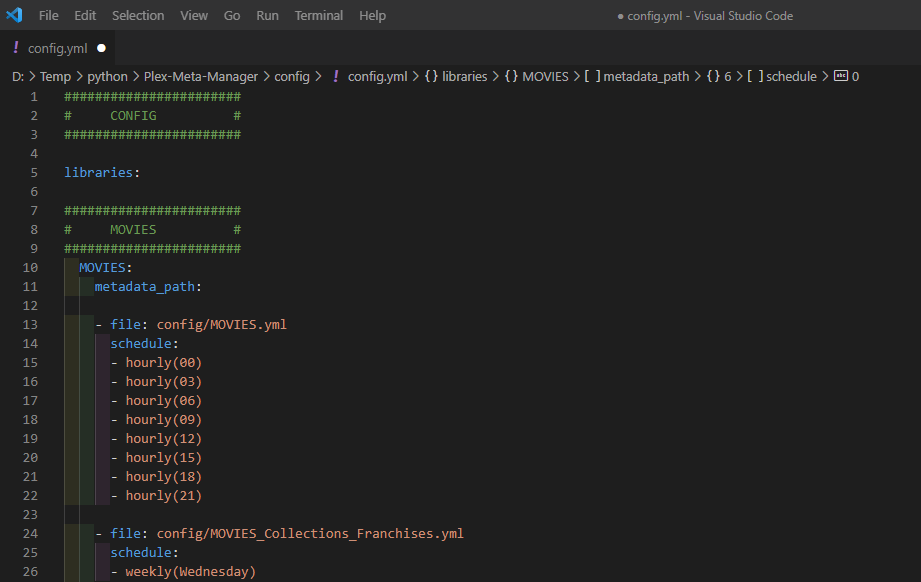 File Edit Selection View Go Run Terminal Help ● config.yml - Visual Studio Code
! config.yml ●
D: > Temp > python > Plex-Meta-Manager > config > ! config.yml > {} libraries > {} MOVIES > [ ] metadata_path > {} 6 > [ ] schedule > abc 0
1 #######################
2 #     CONFIG          #
3 #######################
4
5 libraries:
6
7 #######################
8 #     MOVIES          #
9 #######################
10   MOVIES:
11     metadata_path:
12
13     - file: config/MOVIES.yml
14       schedule:
15       - hourly(00)
16       - hourly(03)
17       - hourly(06)
18       - hourly(09)
19       - hourly(12)
20       - hourly(15)
21       - hourly(18)
22       - hourly(21)
23
24     - file: config/MOVIES_Collections_Franchises.yml
25       schedule:
26       - weekly(Wednesday)